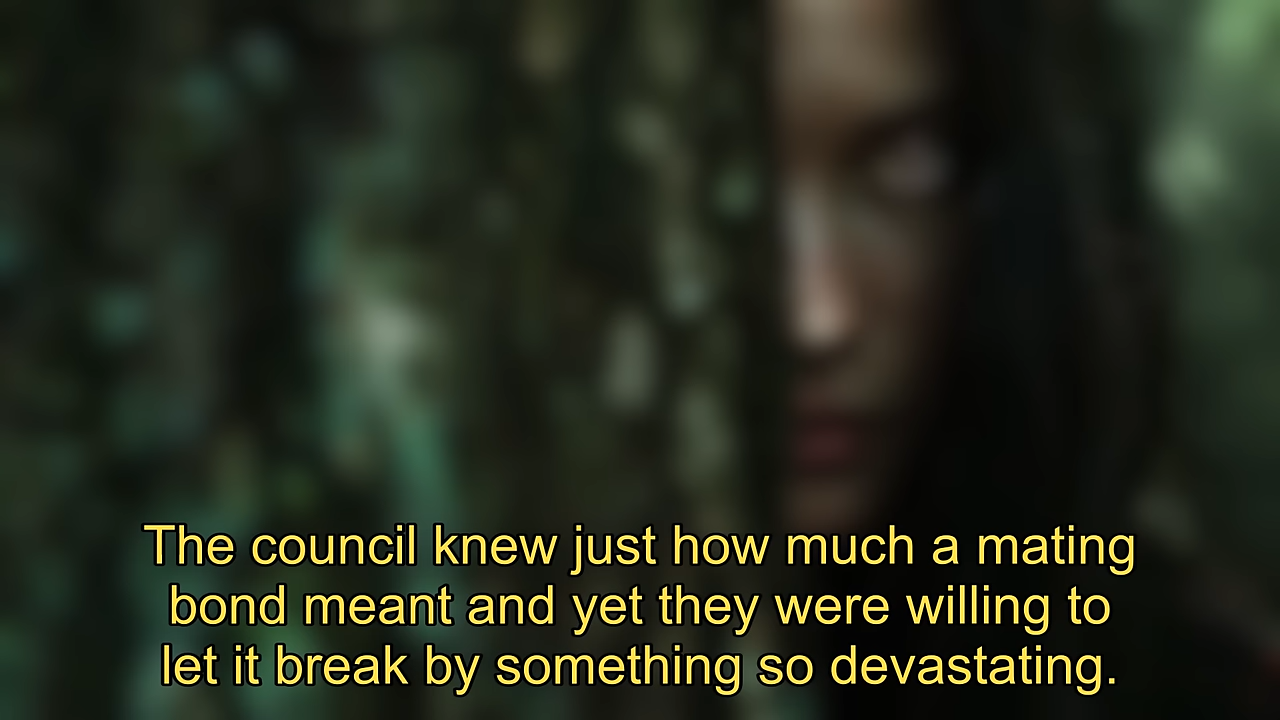 The council knew just how much a mating
bond meant and yet they were willing to
let it break by something so devastating.